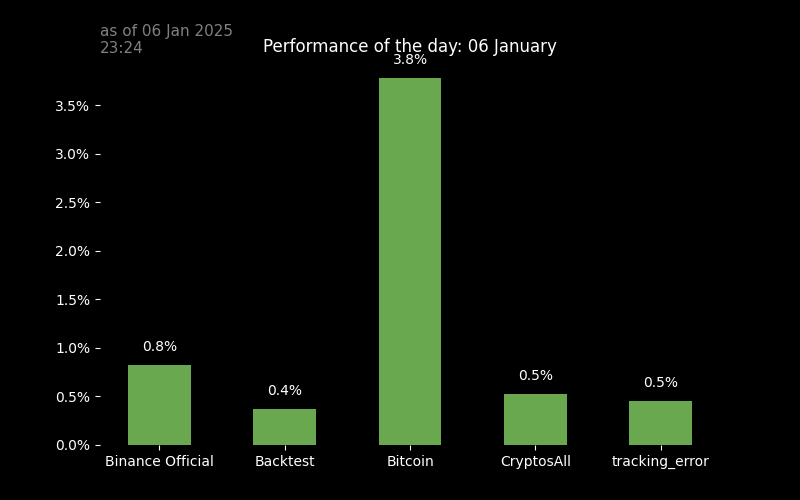 as of 06 Jan 2025
23:24
Performance of the day: 06 January
3.8%
3.5%
3.0%
2.5%
2.0%
1.5%
1.0%
0.5%
0.0%
0.8%
0.4%
0.5%
0.5%
Binance Official
Backtest
Bitcoin
CryptosAll
tracking_error